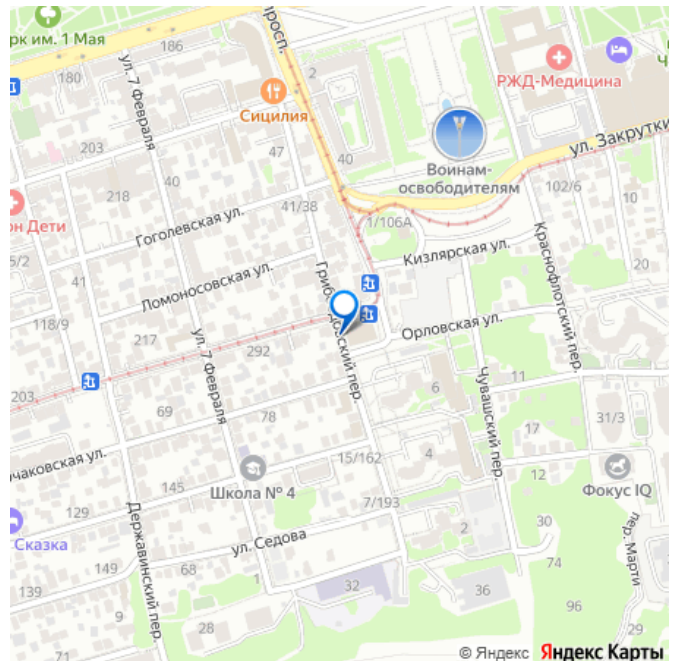 рк им. 1 Мая
186
просп.
180
2
Сицилия
РЖД-Медицина
ул. 7 Февраля
ул. Закрутки
203
47
40
Воинам-
освободителям
218
40
41/38
102/6
10
он Дети
1/106А
Гоголевская ул.
Кизлярская ул.
5/2
41
20
Краснофлотский пер.
Ломоносовская ул.
118/9
217
292
Орловская ул.
Грибоедовский пер.
ул. 7 Февраля
203
69
78
6
11
Чувашский пер.
31/3
17
чаковская ул.
15/162
4
12
145
Школа № 4
Фокус IQ
129
7/193
Сказка
ул. Седова
2
30
пер. Марти
Державинский пер.
149
139
68
1
32
36
74
96
28
71
29
© Яндекс Яндекс Карты